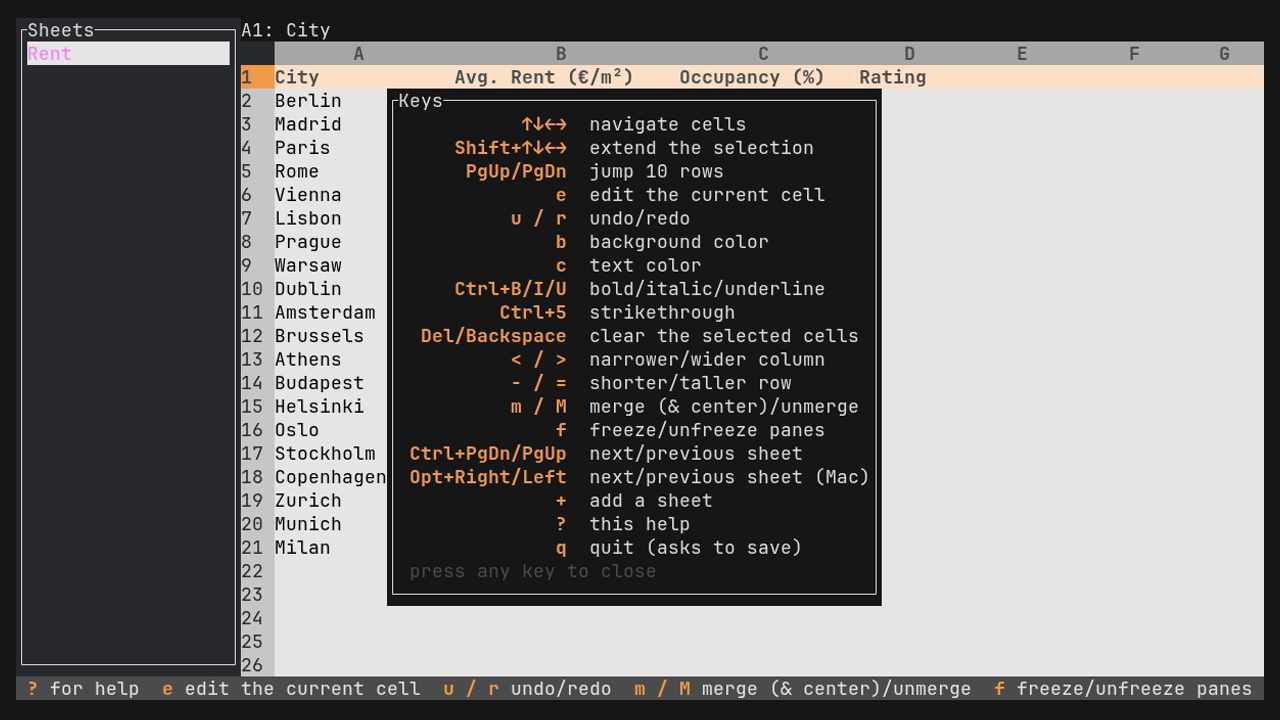 Sheets
Rent
A1: City
A B C D E F G
1 City Avg. Rent (€/m²) Occupancy (%) Rating
2 Berlin
3 Madrid
4 Paris
5 Rome
6 Vienna
7 Lisbon
8 Prague
9 Warsaw
10 Dublin
11 Amsterdam
12 Brussels
13 Athens
14 Budapest
15 Helsinki
16 Oslo
17 Stockholm
18 Copenhagen
19 Zurich
20 Munich
21 Milan
22
23
24
25
26
Keys
↑↓←→ navigate cells
Shift+↑↓←→ extend the selection
PgUp/PgDn jump 10 rows
e edit the current cell
u / r undo/redo
b background color
c text color
Ctrl+B/I/U bold/italic/underline
Ctrl+5 strikethrough
Del/Backspace clear the selected cells
< / > narrower/wider column
- / = shorter/taller row
m / M merge (& center)/unmerge
f freeze/unfreeze panes
Ctrl+PgDn/PgUp next/previous sheet
Opt+Right/Left next/previous sheet (Mac)
+ add a sheet
? this help
q quit (asks to save)
press any key to close
? for help e edit the current cell u / r undo/redo m / M merge (& center)/unmerge f freeze/unfreeze panes